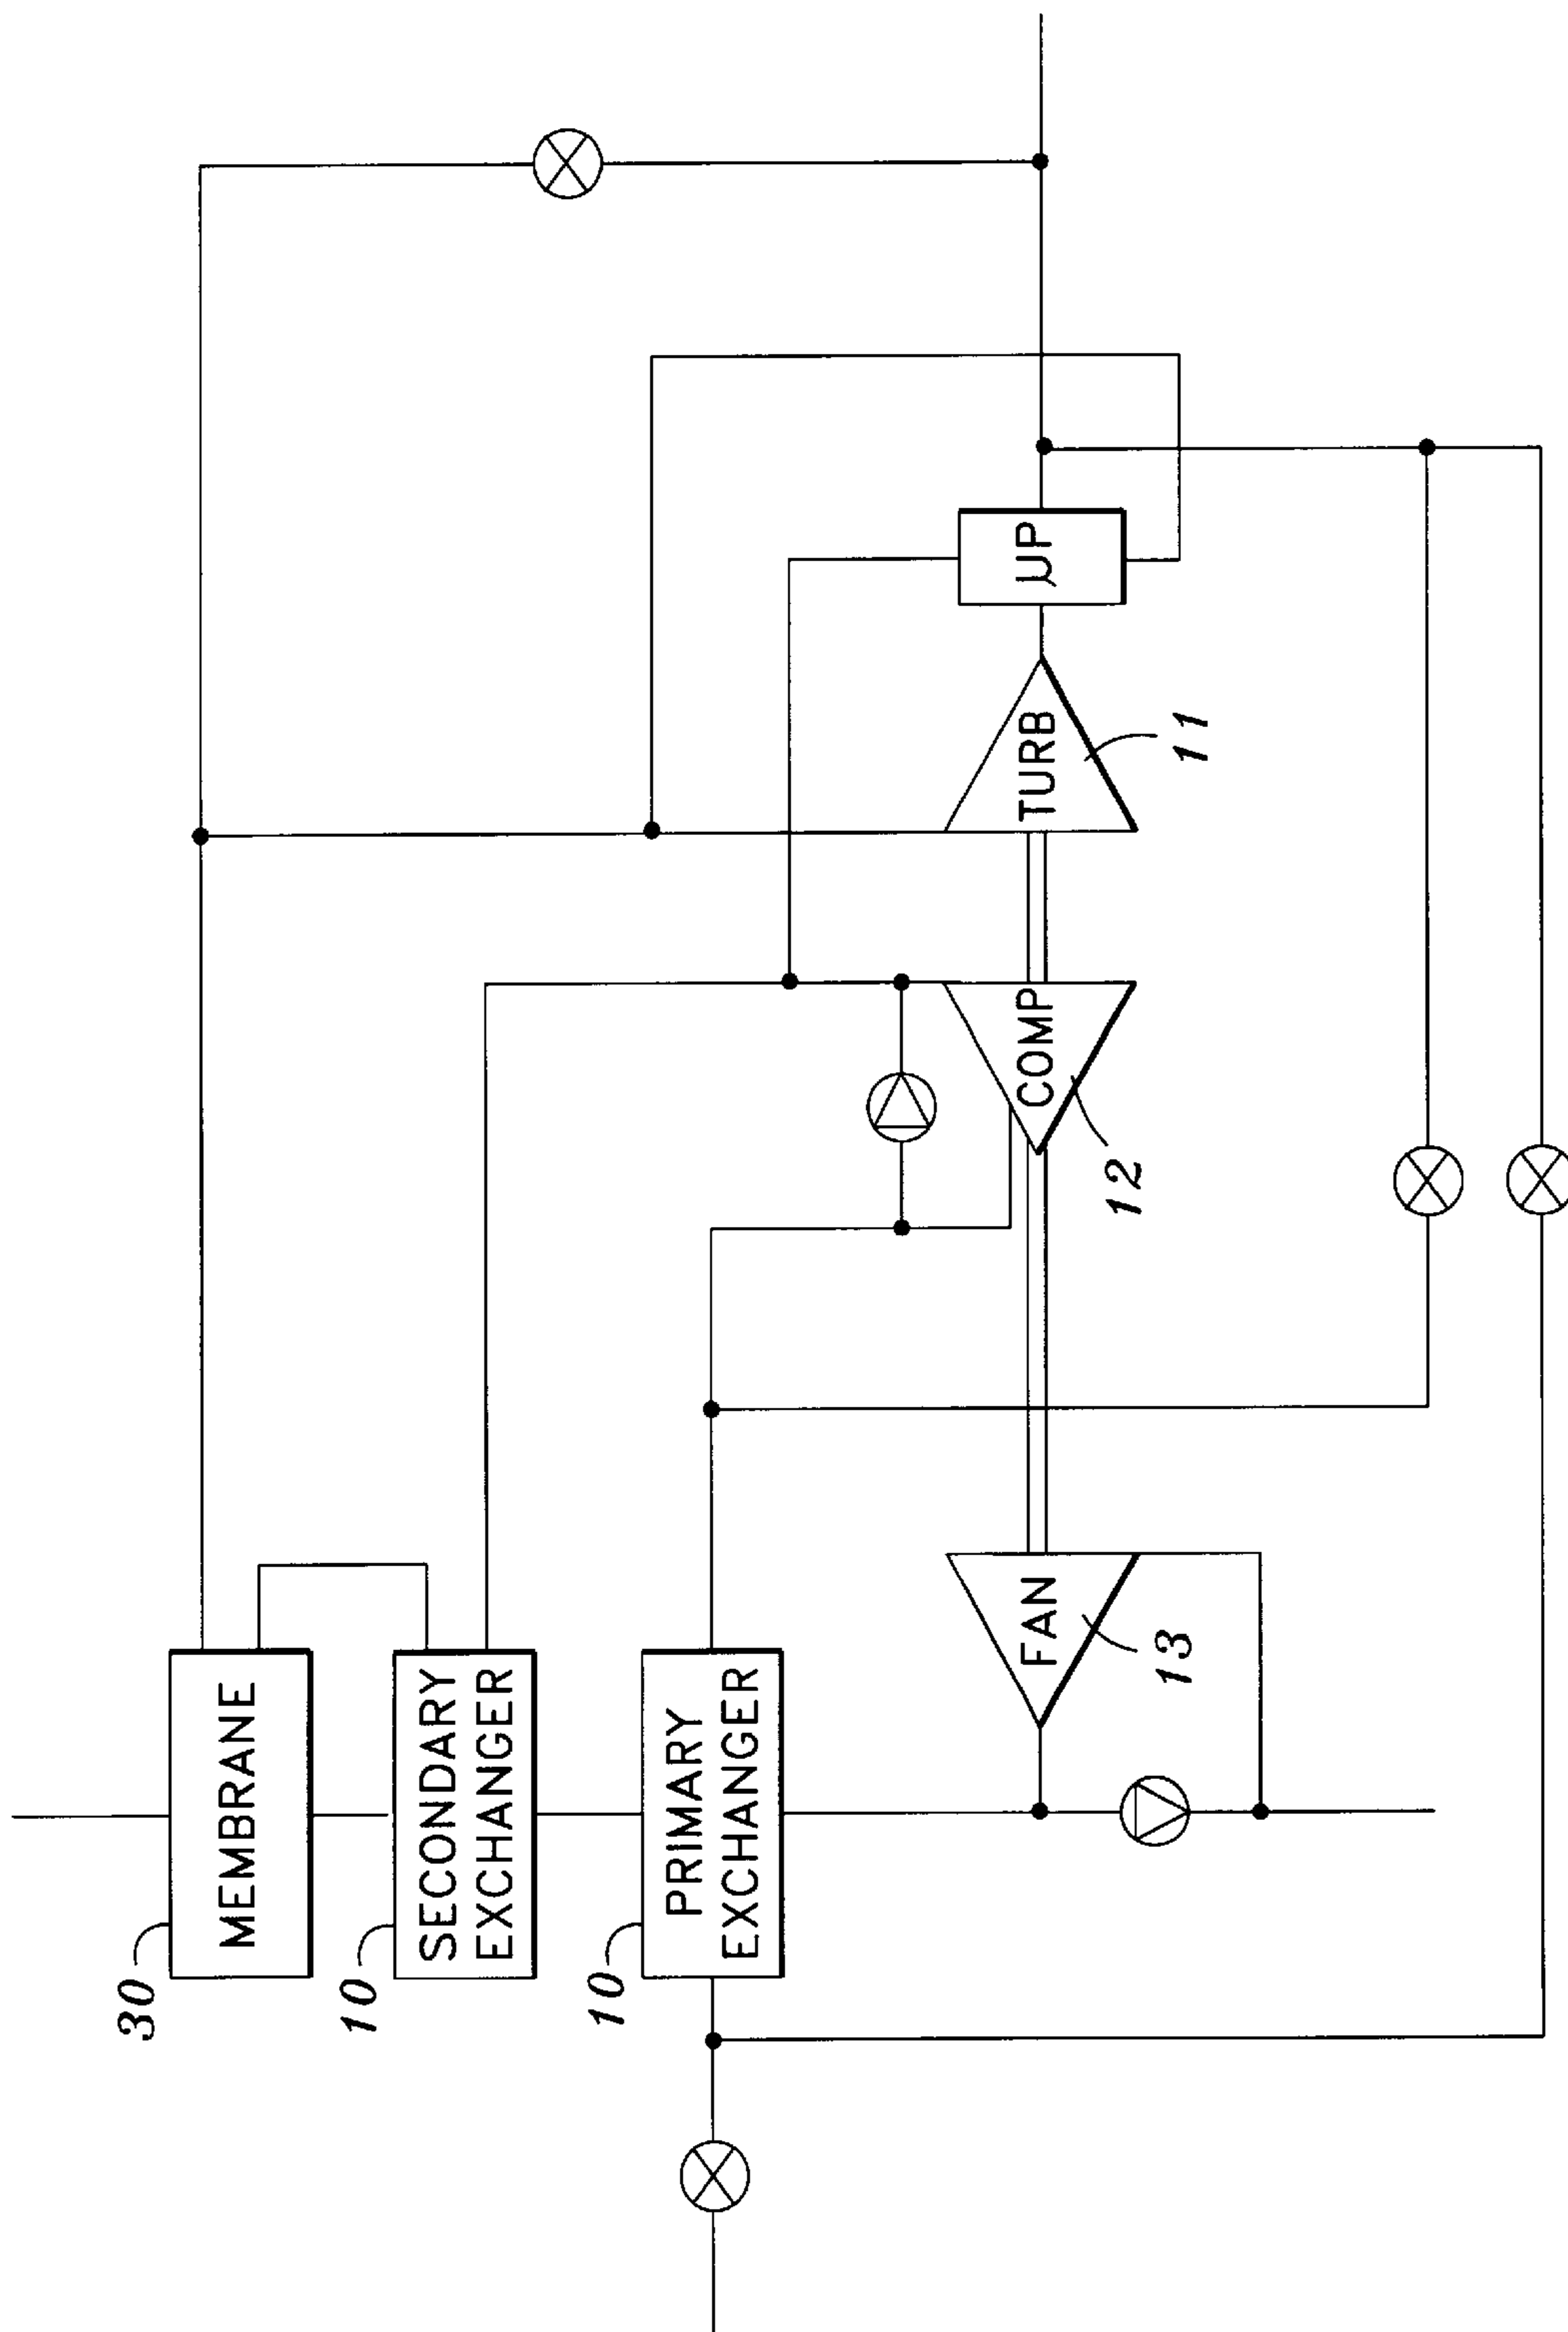 30
MEMBRANE
10
SECONDARY
EXCHANGER
10
PRIMARY
EXCHANGER
FAN
13
COMP
12
TURB
11
μP